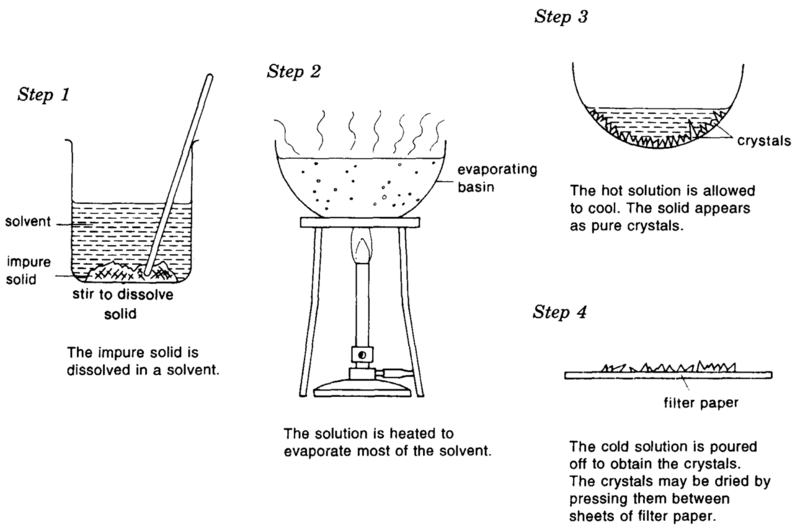 Step 1
solvent
impure
solid
stir to dissolve
solid
The impure solid is
dissolved in a solvent.
Step 2
evaporating
basin
The solution is heated to
evaporate most of the solvent.
Step 3
crystals
The hot solution is allowed
to cool. The solid appears
as pure crystals.
Step 4
filter paper
The cold solution is poured
off to obtain the crystals.
The crystals may be dried by
pressing them between
sheets of filter paper.